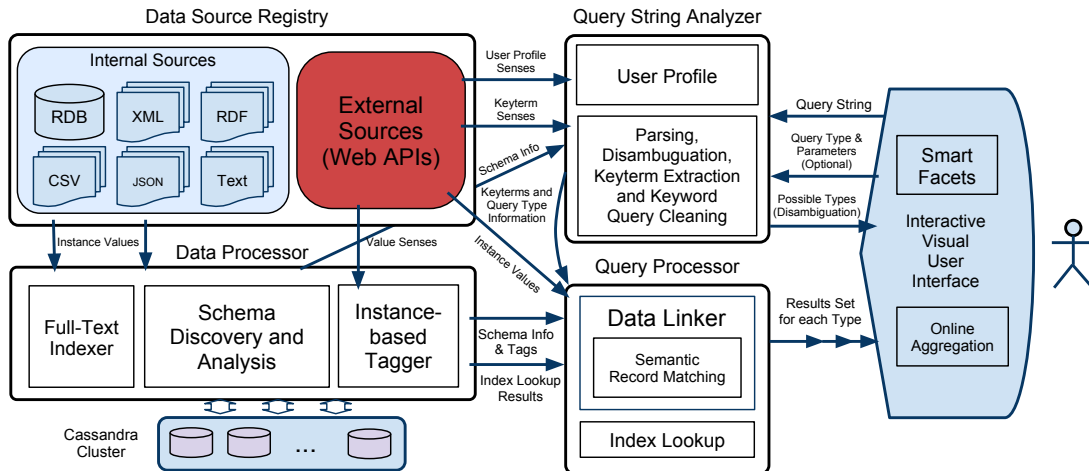 Data Source Registry
Query String Analyzer
Internal Sources
RDB
XML
RDF
CSV
JSON
Text
External
Sources
(Web APIs)
User Profile
Senses
Keyterm
Senses
Schema Info
Keyterms and
Query Type
Information
User Profile
Parsing,
Disambuguation,
Keyterm Extraction
and Keyword
Query Cleaning
Query String
Query Type &
Parameters
(Optional)
Possible Types
(Disambiguation)
Smart
Facets
Interactive
Visual
User
Interface
Online
Aggregation
Instance Values
Value Senses
Instance Values
Data Processor
Query Processor
Full-Text
Indexer
Schema
Discovery and
Analysis
Instance-
based
Tagger
Schema Info
& Tags
Index Lookup
Results
Data Linker
Semantic
Record Matching
Index Lookup
Results Set
for each Type
Cassandra
Cluster
...